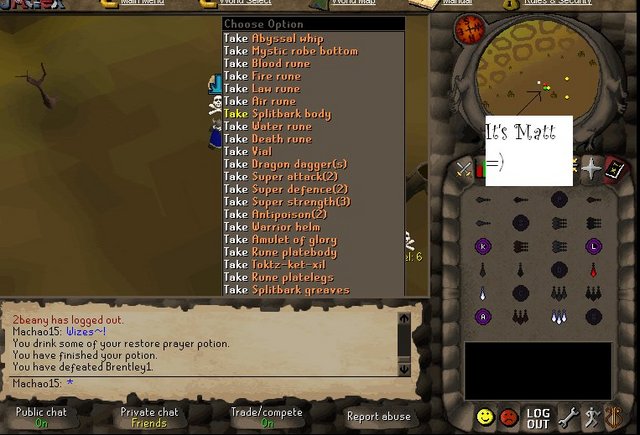 JAGEX
Main Menu
World Select
World Map
Manual
Rules & Security
Choose Option
Take Abyssal whip
Take Mystic robe bottom
Take Blood rune
Take Fire rune
Take Law rune
Take Air rune
Take Splitbark body
Take Water rune
Take Death rune
Take Vial
Take Dragon dagger(s)
Take Super attack(2)
Take Super defence(2)
Take Super strength(3)
Take Antipoison(2)
Take Warrior helm
Take Amulet of glory
Take Rune platebody
Take Toktz-ket-xil
Take Rune platelegs
Take Splitbark greaves
It's Matt
=)
el: 6
K
L
A
2beany has logged out.
Machao15: Wizes~!
You drink some of your restore prayer potion.
You have finished your potion.
You have defeated Brentley1.
Machao15: *
Public chat
On
Private chat
Friends
Trade/compete
On
Report abuse
LOG
OUT